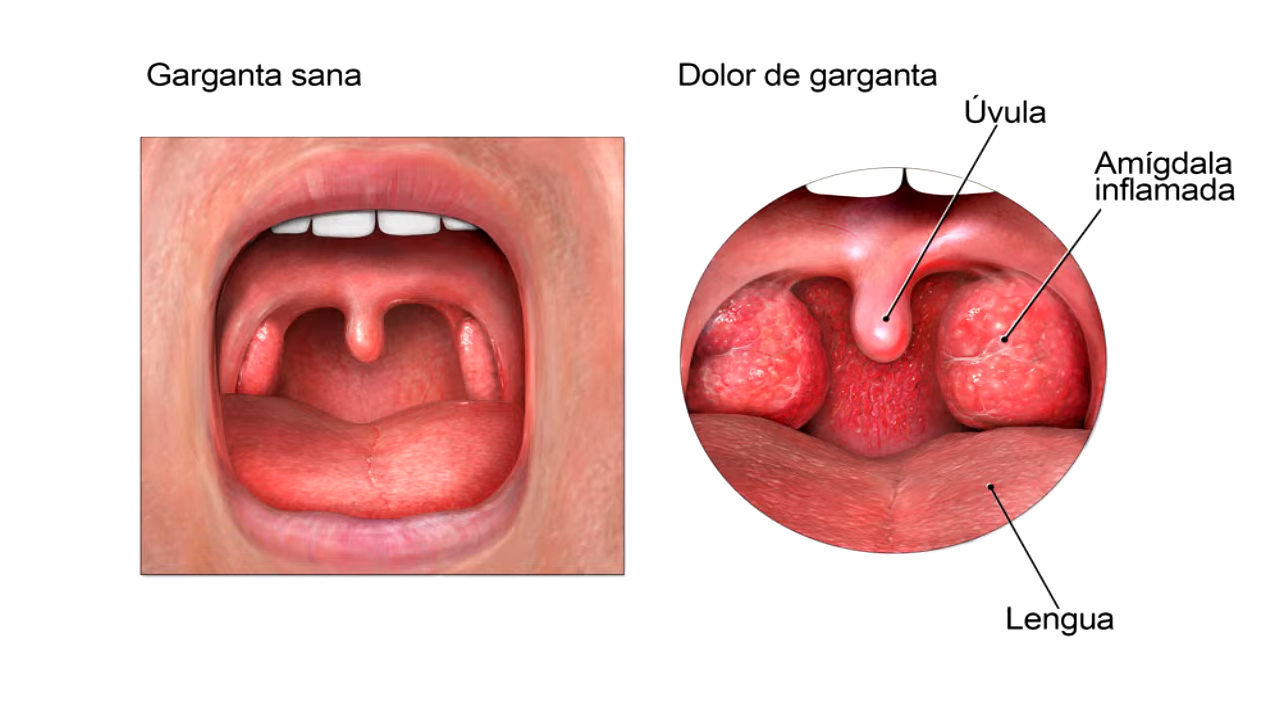 Garganta sana
Dolor de garganta
Úvula
Amígdala
inflamada
Lengua